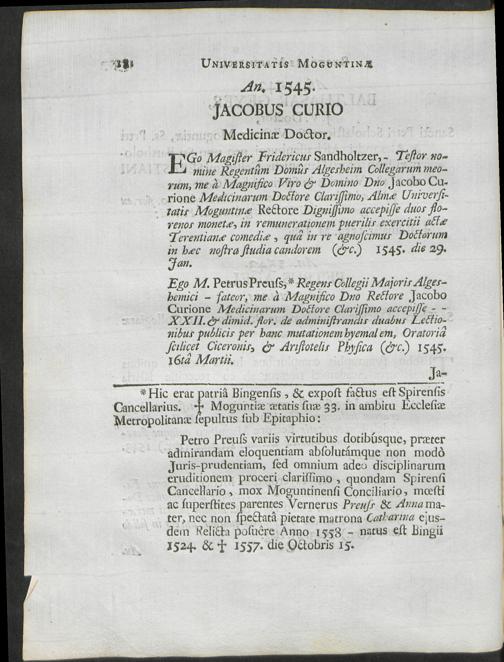 UNIVERSITATIS MOGUNTINÆ
An. 1545.
JACOBUS CURIO
Medicinæ Doctor.
EGo Magiſter Fridericus Sandholtzer, - Teſtor no-
mine Regentûm Domûs Algesheim Collegarum meo-
rum, me à Magnifico Viro & Domino Dno Jacobo Cu-
rione Medicinarum Doctore Clariſſimo, Almæ Univerſi-
tatis Moguntinæ Rectore Digniſſimo accepiſſe duos flo-
renos monetæ, in remunerationem puerilis exercitii actæ
Terentianæ comediæ, quâ in re agnoſcimus Doctorum
in hæc noſtra ſtudia candorem (&c.) 1545. die 29.
Jan.
Ego M. Petrus Preuſs, * Regens Collegii Majoris Alges-
hemici - fateor, me à Magnifico Dno Rectore Jacobo
Curione Medicinarum Doctore Clariſſimo accepiſſe - -
XXII. & dimid. flor. de adminiſtrandis duabus Lectio-
nibus publicis per hanc mutationem hyemalem, Oratoriâ
ſcilicet Ciceronis, & Ariſtotelis Phyſica (&c.) 1545.
16tâ Martii.
Ja-
* Hic erat patriâ Bingenſis, & expoſt factus eſt Spirenſis
Cancellarius. ✝ Moguntiæ ætatis ſuæ 33. in ambitu Eccleſiæ
Metropolitanæ ſepultus ſub Epitaphio:
Petro Preuſs variis virtutibus dotibúsque, præter
admirandam eloquentiam abſolutámque non modò
Juris-prudentiam, ſed omnium adeò diſciplinarum
eruditionem proceri clariſſimo, quondam Spirenſi
Cancellario, mox Moguntinenſi Conciliario, mœſti
ac ſuperſtites parentes Vernerus Preuſs & Anna ma-
ter, nec non ſpectatâ pietate matrona Catharina ejus-
dem Relicta poſuêre Anno 1558 - natus eſt Bingii
1524. & ✝ 1557. die Octobris 15.